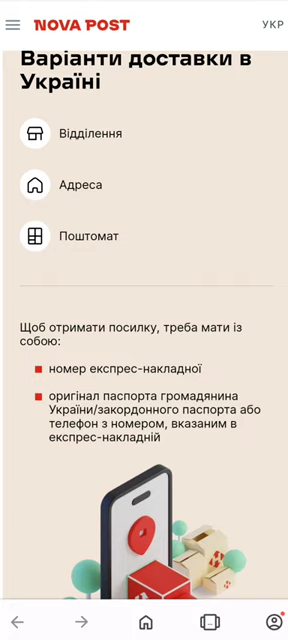 NOVA POST
УКР
Варіанти доставки в
Україні
Відділення
Адреса
Поштомат
Щоб отримати посилку, треба мати із
собою:
номер експрес-накладної
оригінал паспорта громадянина
України/закордонного паспорта або
телефон з номером, вказаним в
експрес-накладній